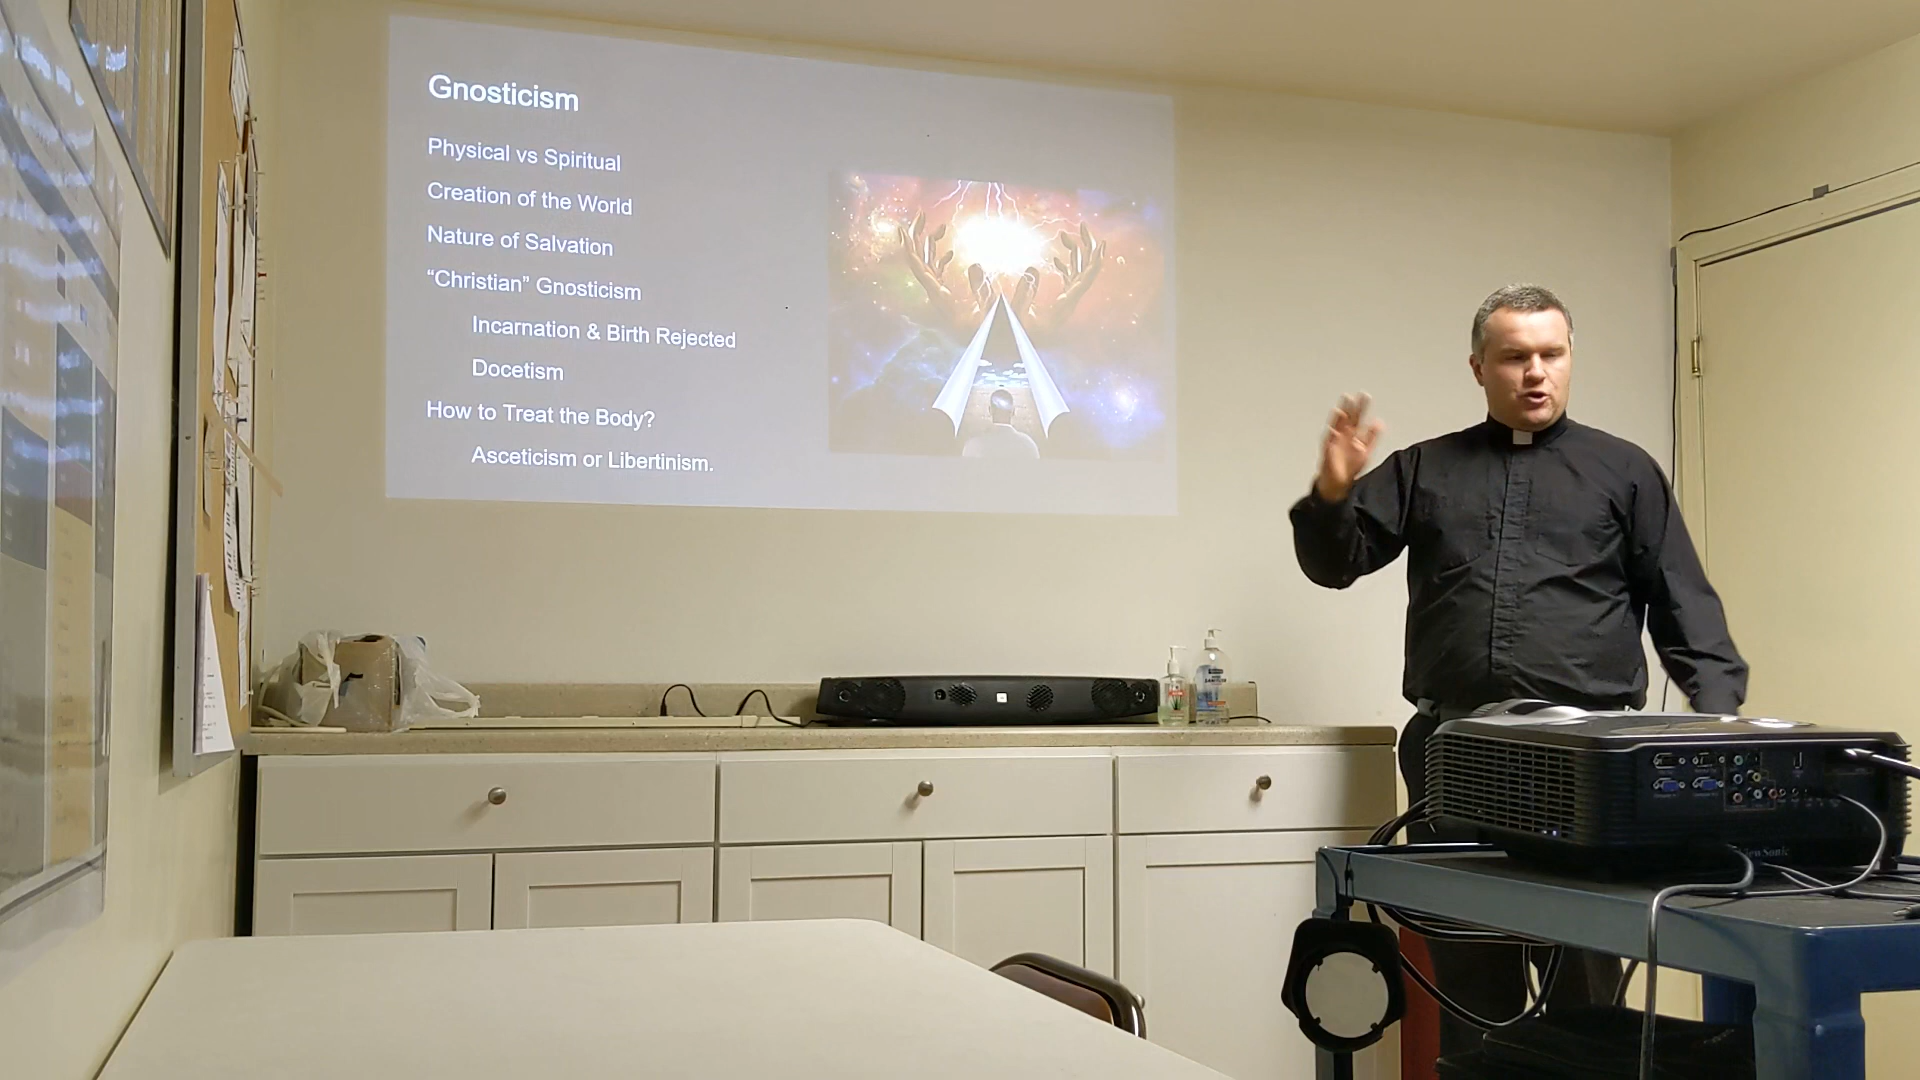 Gnosticism
Physical vs Spiritual
Creation of the World
Nature of Salvation
“Christian” Gnosticism
Incarnation & Birth Rejected
Docetism
How to Treat the Body?
Asceticism or Libertinism.
ViewSonic